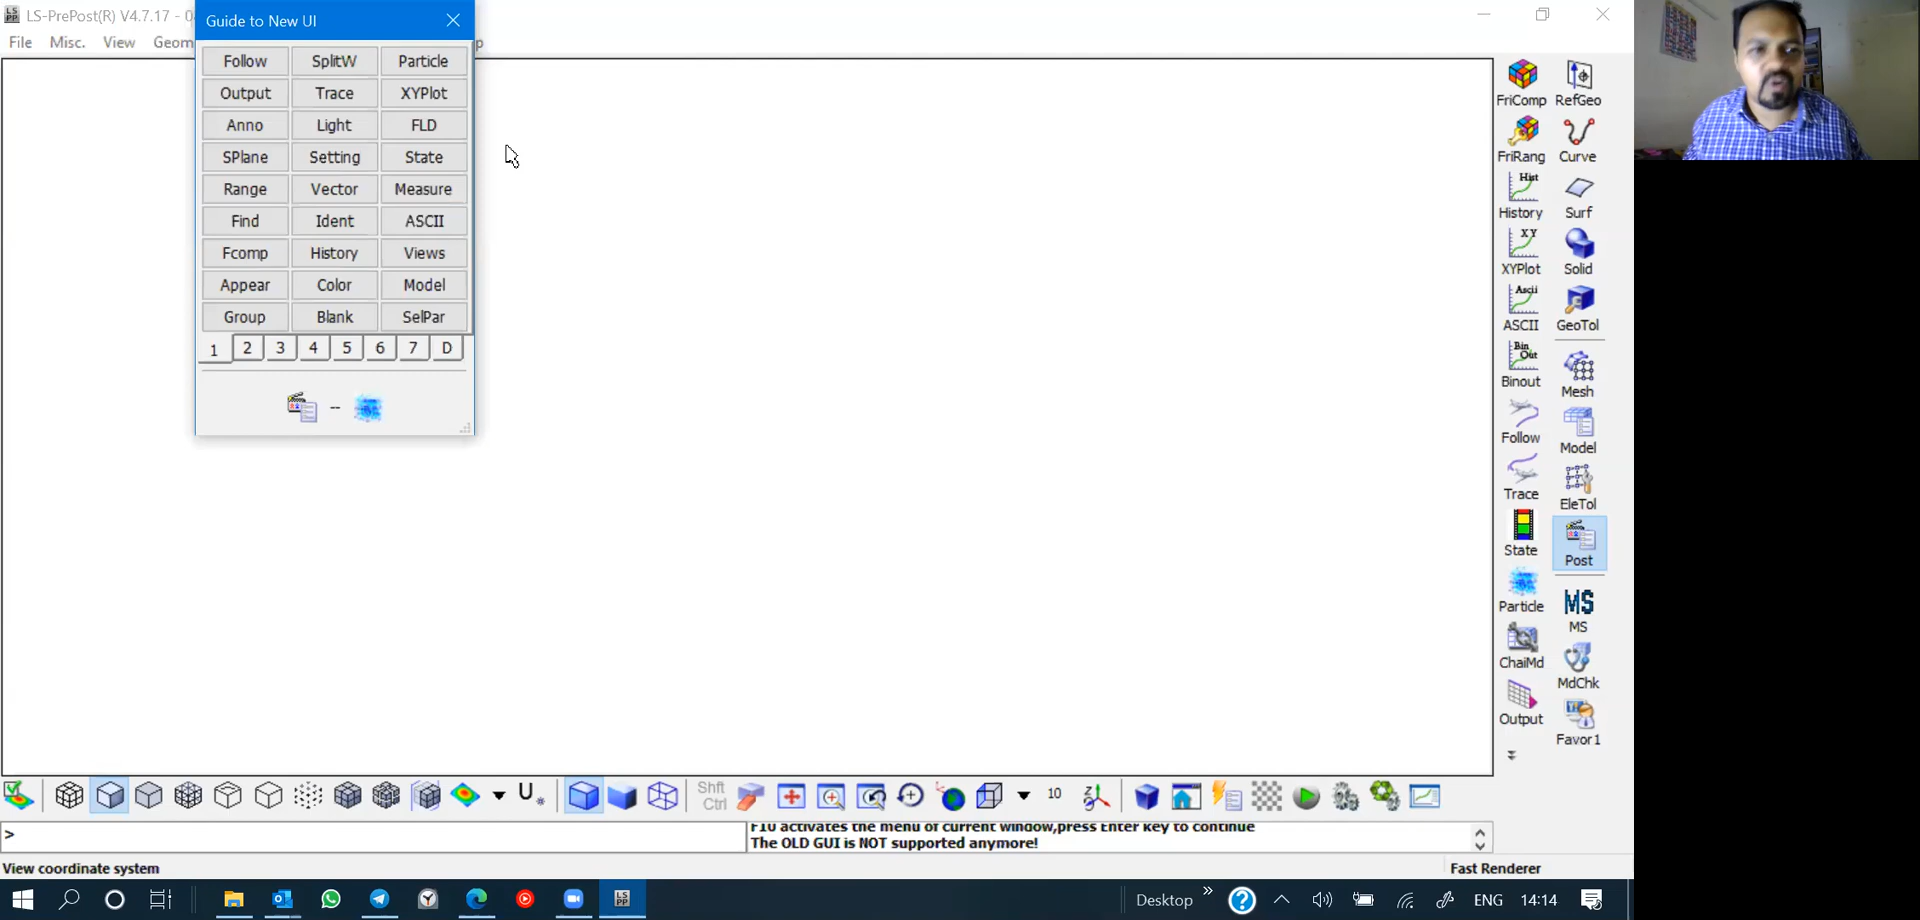 LS-PrePost(R) V4.7.17 -
Guide to New UI
File Misc. View Geom
Follow SplitW Particle
Output Trace XYPlot
Anno Light FLD
SPlane Setting State
Range Vector Measure
Find Ident ASCII
Fcomp History Views
Appear Color Model
Group Blank SelPar
1 2 3 4 5 6 7 D
--
FriComp RefGeo
FriRang Curve
Hist
History Surf
X Y
XYPlot Solid
Ascii
ASCII GeoTol
Bin
Out
Binout Mesh
Follow Model
Trace EleTol
State Post
Particle MS
MS
ChaiMd MdChk
Output Favor1
U
Shft
Ctrl
10
Z
>
F10 activates the menu of current window,press Enter key to continue
The OLD GUI is NOT supported anymore!
View coordinate system
Fast Renderer
LS
PP
Desktop
ENG
14:14